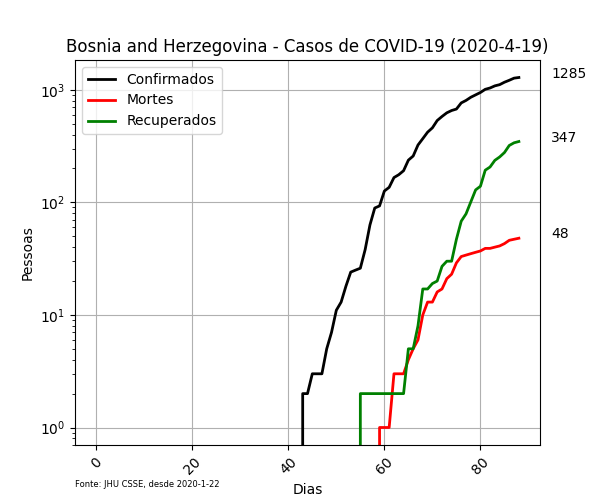 Bosnia and Herzegovina - Casos de COVID-19 (2020-4-19)
Confirmados
Mortes
Recuperados
1285
347
48
10³
10²
10¹
10⁰
Pessoas
0 20 40 60 80
Dias
Fonte: JHU CSSE, desde 2020-1-22